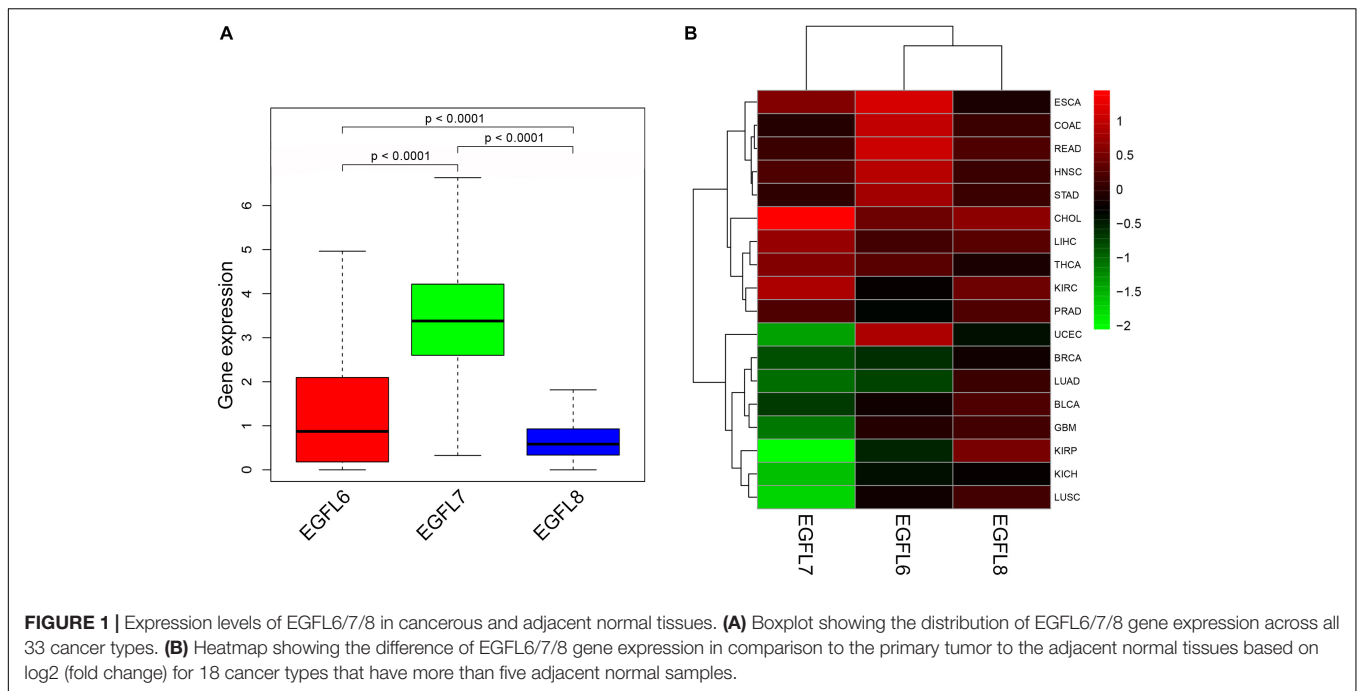 A
p < 0.0001
p < 0.0001
p < 0.0001
Gene expression
6
5
4
3
2
1
0
EGFL6
EGFL7
EGFL8
B
ESCA
COAD
READ
HNSC
STAD
CHOL
LIHC
THCA
KIRC
PRAD
UCEC
BRCA
LUAD
BLCA
GBM
KIRP
KICH
LUSC
1
0.5
0
−0.5
−1
−1.5
−2
EGFL7
EGFL6
EGFL8
FIGURE 1 | Expression levels of EGFL6/7/8 in cancerous and adjacent normal tissues. (A) Boxplot showing the distribution of EGFL6/7/8 gene expression across all
33 cancer types. (B) Heatmap showing the difference of EGFL6/7/8 gene expression in comparison to the primary tumor to the adjacent normal tissues based on
log2 (fold change) for 18 cancer types that have more than five adjacent normal samples.